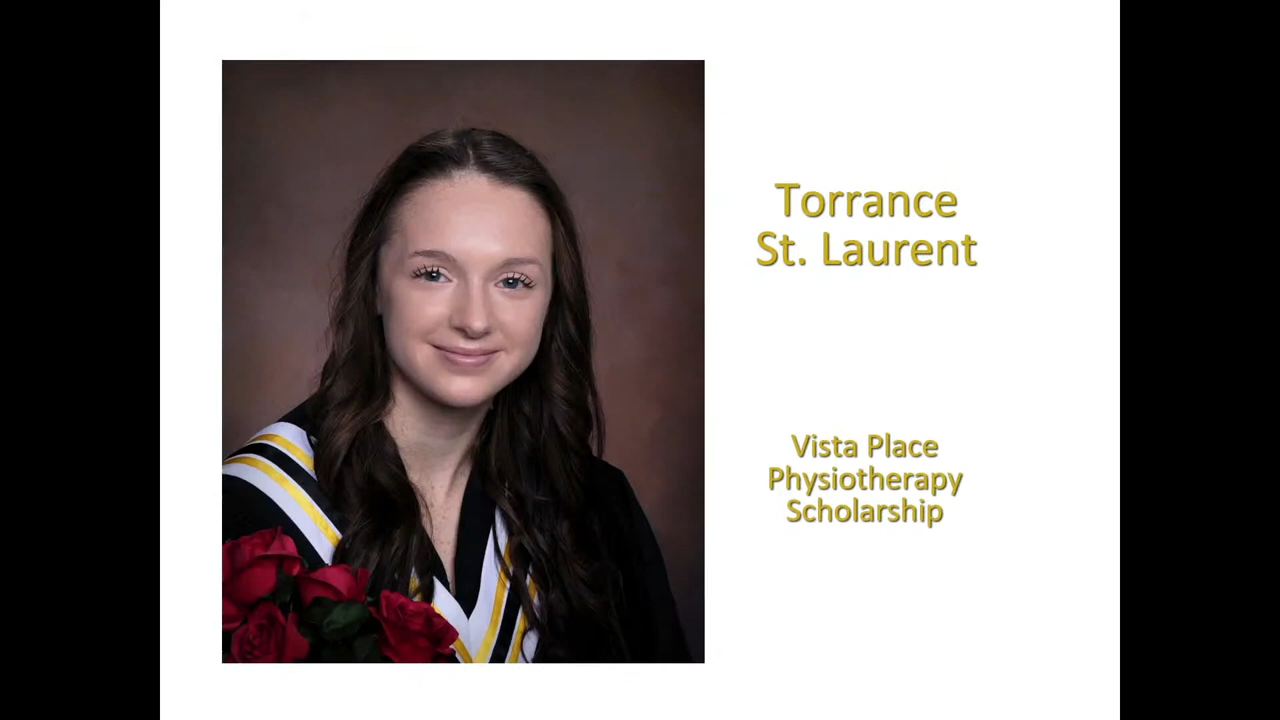 Torrance
St. Laurent
Vista Place
Physiotherapy
Scholarship